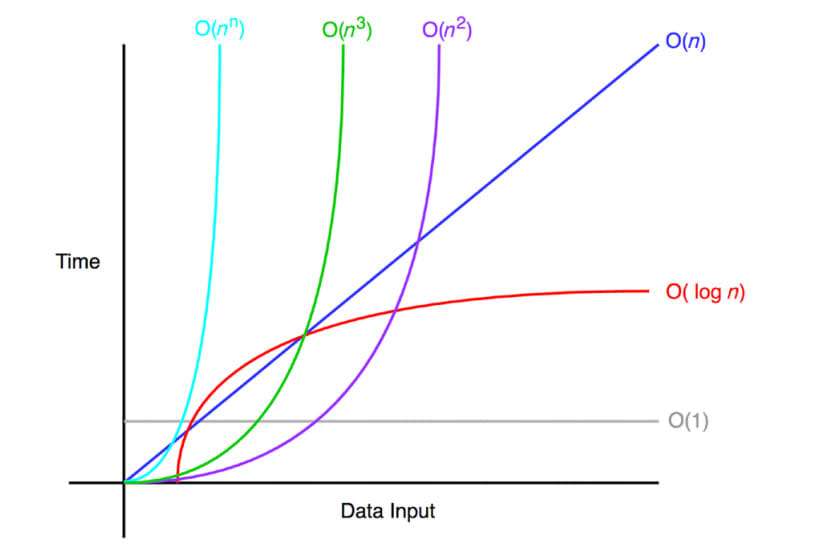 O(nⁿ)
O(n³)
O(n²)
O(n)
Time
O( log n)
O(1)
Data Input